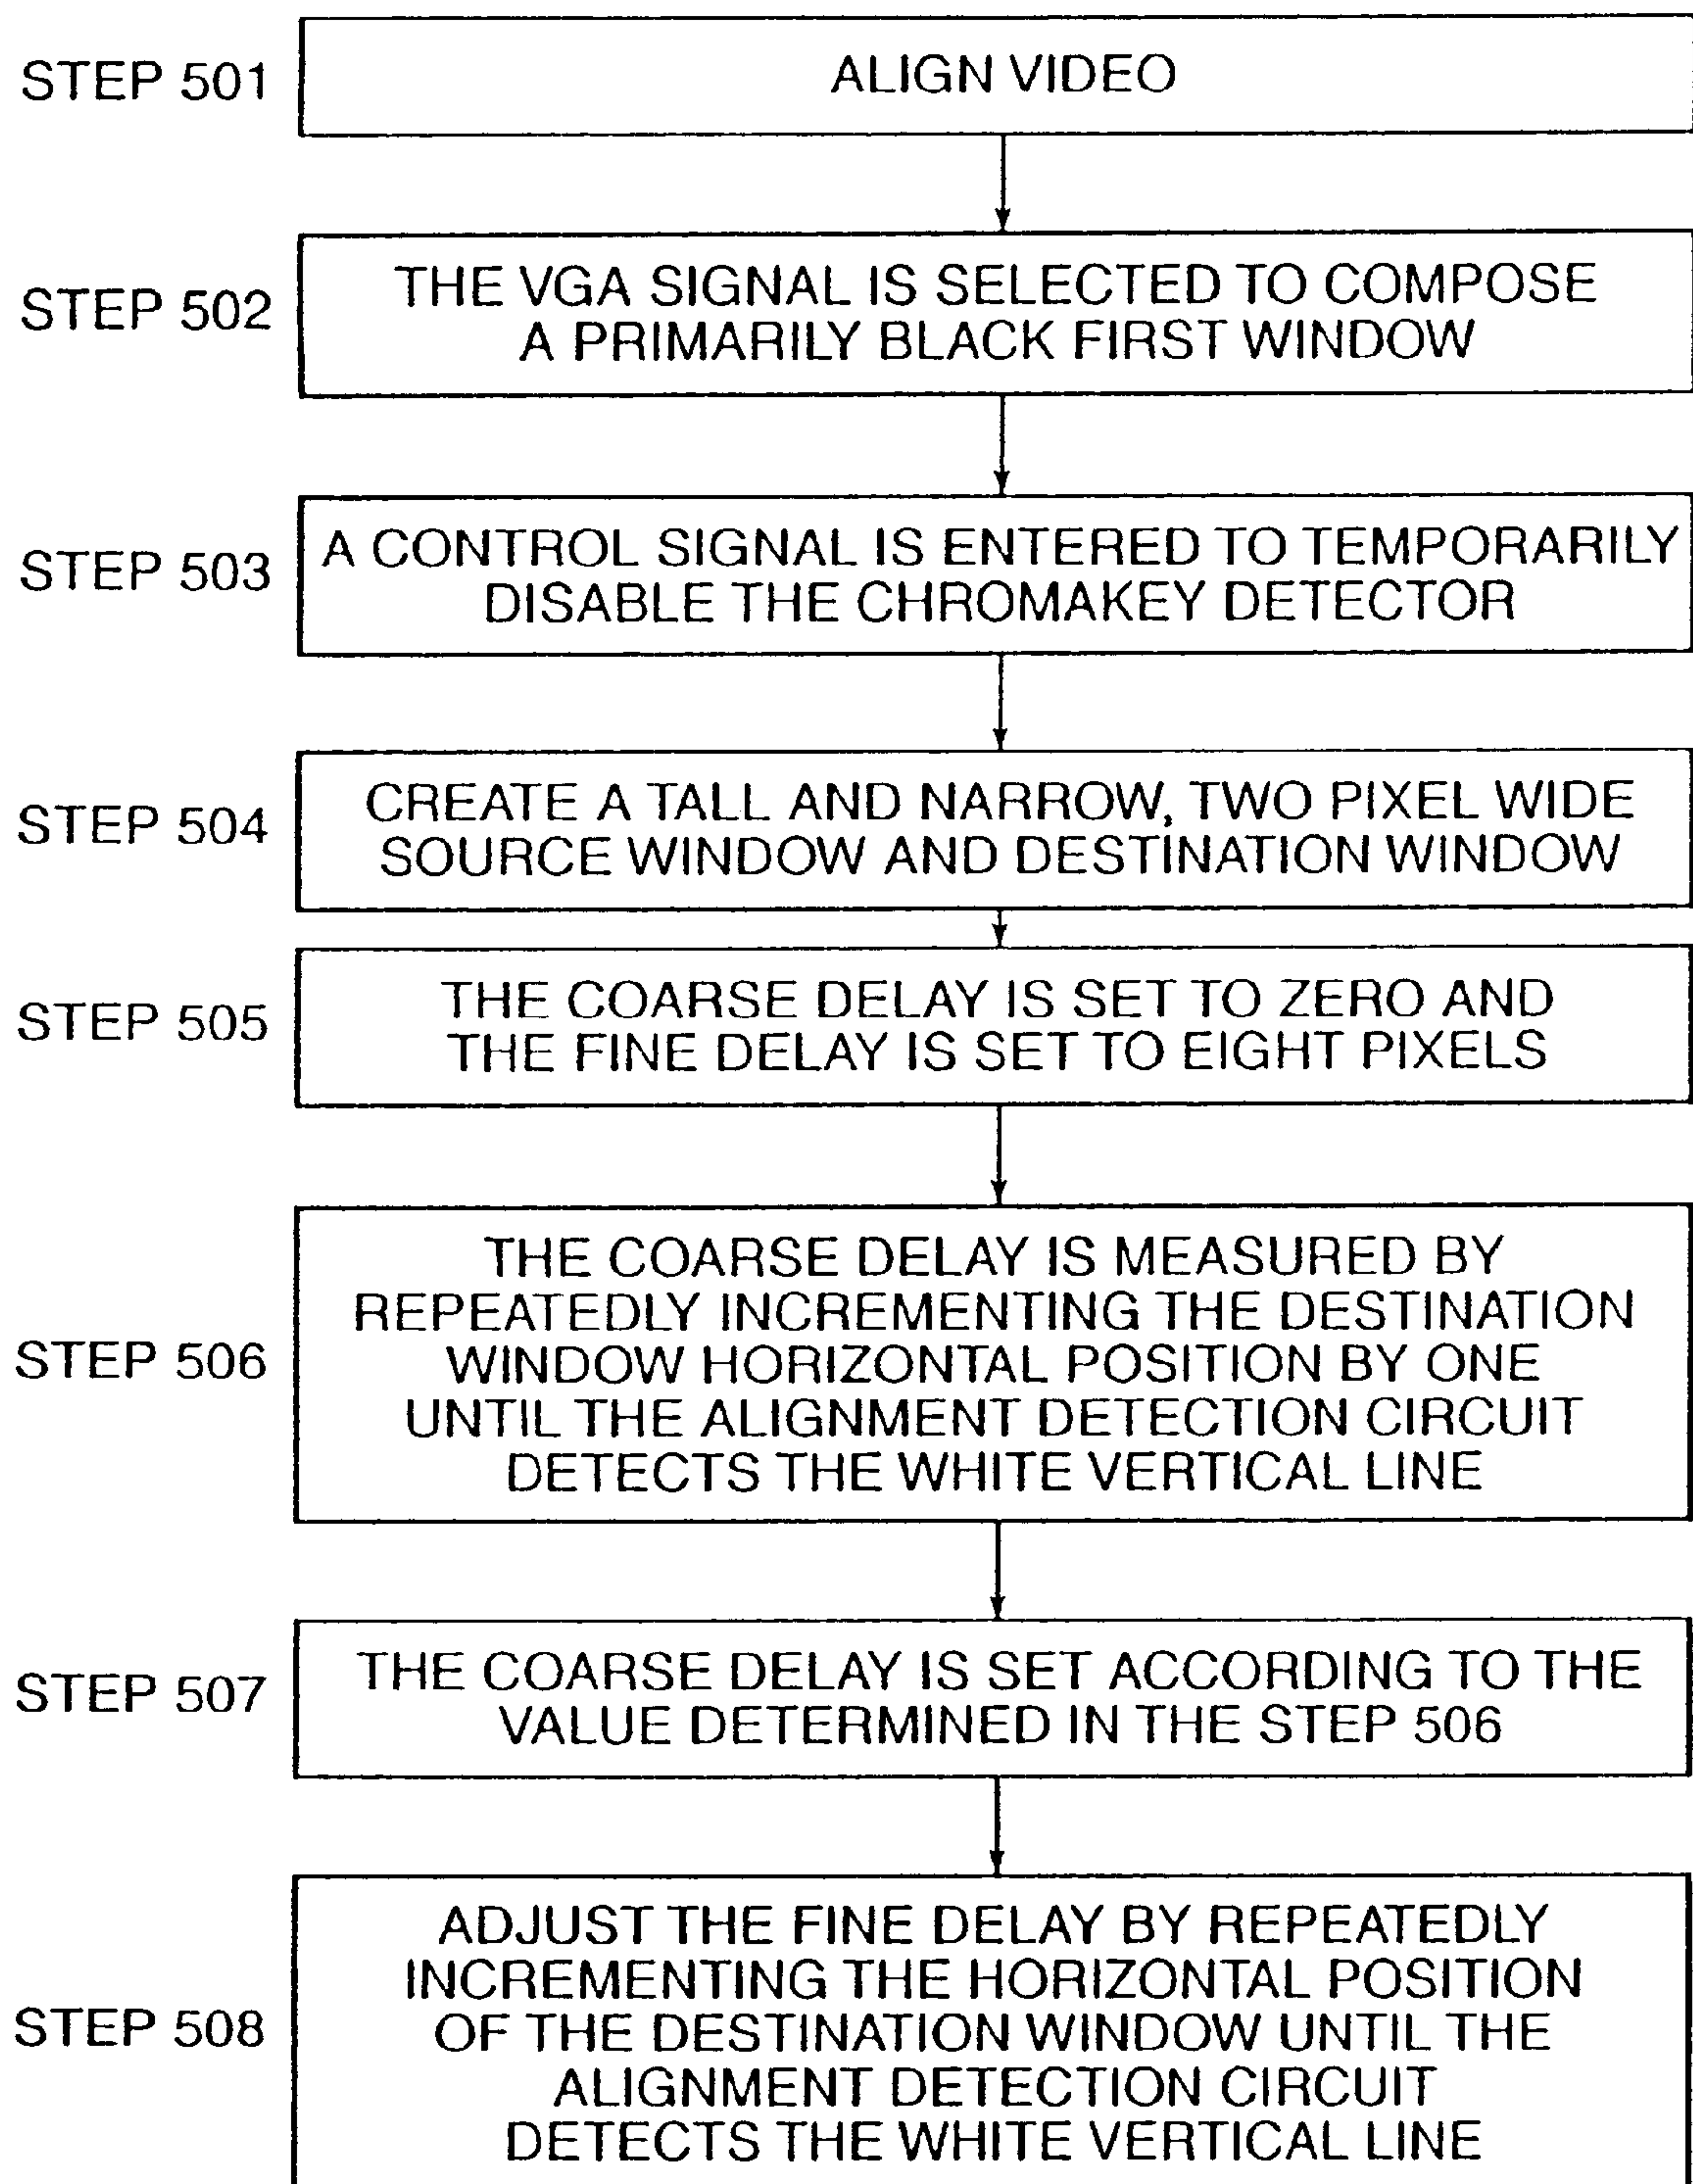 STEP 501
ALIGN VIDEO
STEP 502
THE VGA SIGNAL IS SELECTED TO COMPOSE
A PRIMARILY BLACK FIRST WINDOW
STEP 503
A CONTROL SIGNAL IS ENTERED TO TEMPORARILY
DISABLE THE CHROMAKEY DETECTOR
STEP 504
CREATE A TALL AND NARROW, TWO PIXEL WIDE
SOURCE WINDOW AND DESTINATION WINDOW
STEP 505
THE COARSE DELAY IS SET TO ZERO AND
THE FINE DELAY IS SET TO EIGHT PIXELS
STEP 506
THE COARSE DELAY IS MEASURED BY
REPEATEDLY INCREMENTING THE DESTINATION
WINDOW HORIZONTAL POSITION BY ONE
UNTIL THE ALIGNMENT DETECTION CIRCUIT
DETECTS THE WHITE VERTICAL LINE
STEP 507
THE COARSE DELAY IS SET ACCORDING TO THE
VALUE DETERMINED IN THE STEP 506
STEP 508
ADJUST THE FINE DELAY BY REPEATEDLY
INCREMENTING THE HORIZONTAL POSITION
OF THE DESTINATION WINDOW UNTIL THE
ALIGNMENT DETECTION CIRCUIT
DETECTS THE WHITE VERTICAL LINE